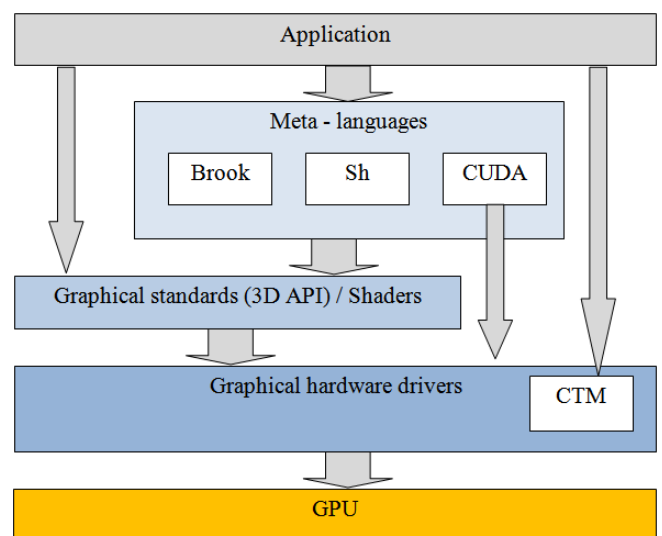 Application
Meta - languages
Brook
Sh
CUDA
Graphical standards (3D API) / Shaders
Graphical hardware drivers
CTM
GPU